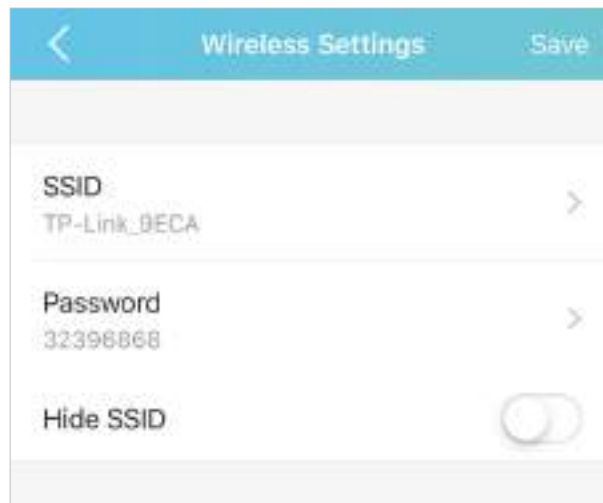 Wireless Settings Save
SSID
TP-Link_9ECA
Password
32396868
Hide SSID